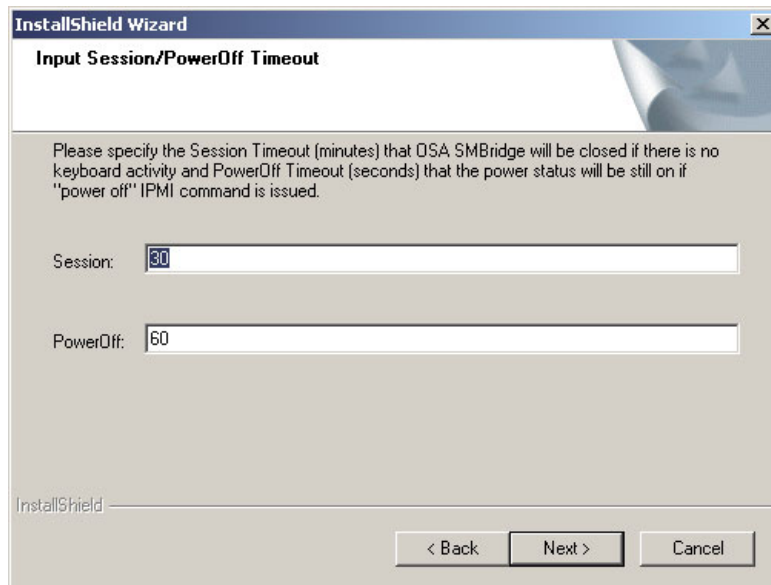 InstallShield Wizard
Input Session/PowerOff Timeout
Please specify the Session Timeout (minutes) that OSA SMBridge will be closed if there is no
keyboard activity and PowerOff Timeout (seconds) that the power status will be still on if
"power off" IPMI command is issued.
Session: 30
PowerOff: 60
InstallShield
< Back Next > Cancel